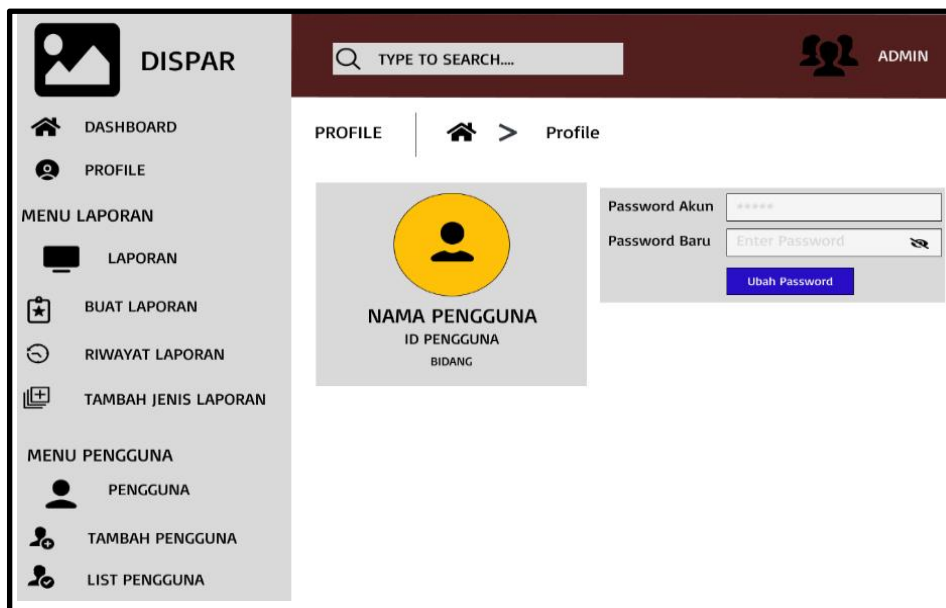 DISPAR
TYPE TO SEARCH....
ADMIN
DASHBOARD
PROFILE
MENU LAPORAN
LAPORAN
BUAT LAPORAN
RIWAYAT LAPORAN
TAMBAH JENIS LAPORAN
MENU PENGGUNA
PENGGUNA
TAMBAH PENGGUNA
LIST PENGGUNA
PROFILE > Profile
NAMA PENGGUNA
ID PENGGUNA
BIDANG
Password Akun *****
Password Baru Enter Password
Ubah Password